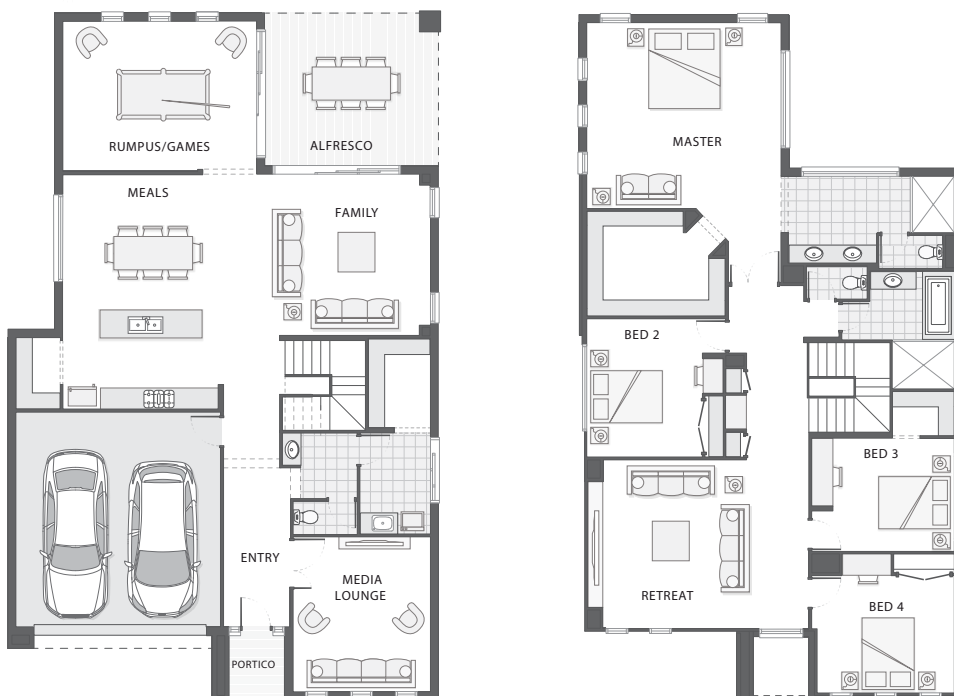 RUMPUS/GAMES
ALFRESCO
MEALS
FAMILY
ENTRY
MEDIA
LOUNGE
PORTICO
MASTER
BED 2
BED 3
RETREAT
BED 4